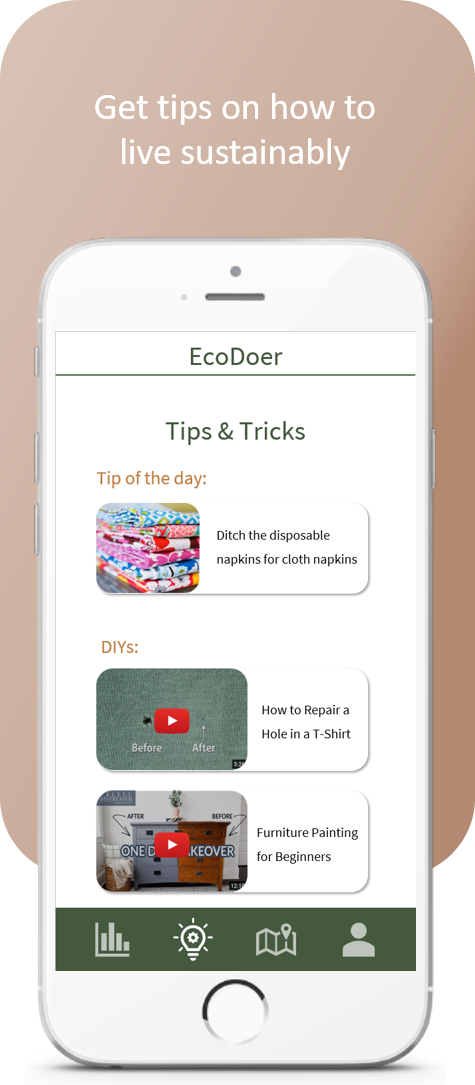 Get tips on how to
live sustainably
EcoDoer
Tips & Tricks
Tip of the day:
Ditch the disposable
napkins for cloth napkins
DIYs:
How to Repair a
Hole in a T-Shirt
Before After
AFTER BEFORE
ONE D AKEOVER
12:19
Furniture Painting
for Beginners